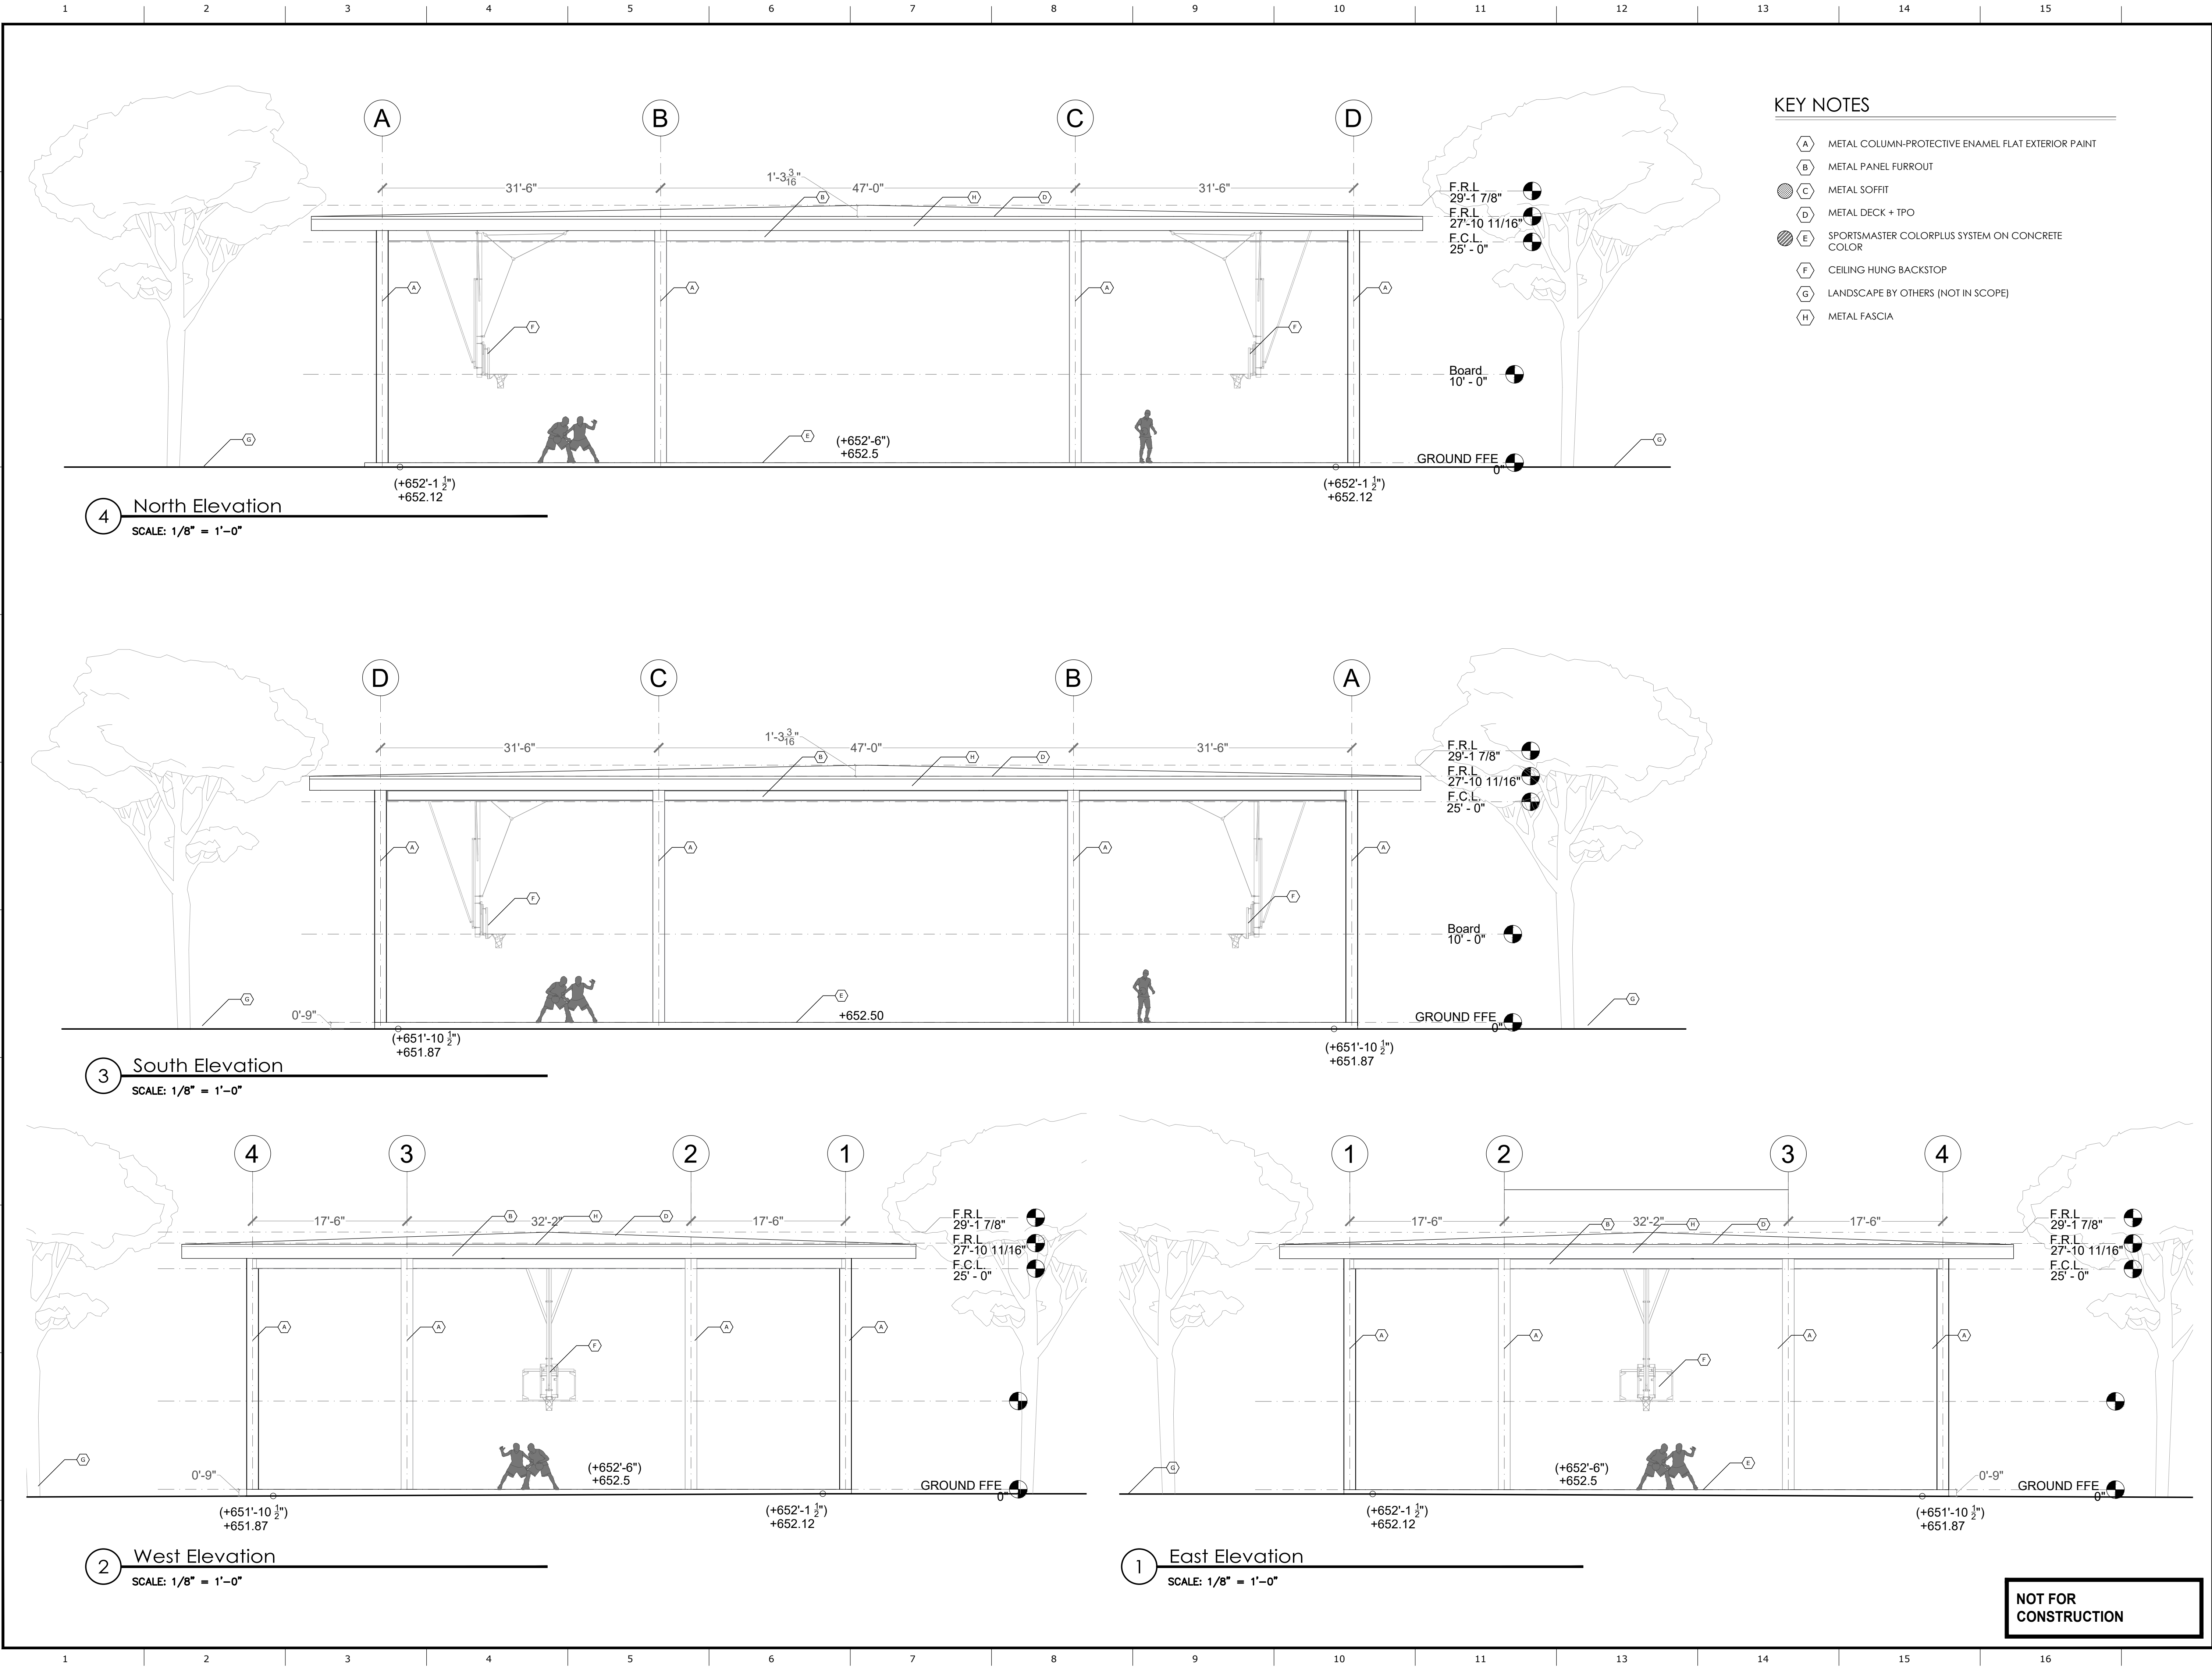 1 2 3 4 5 6 7 8 9 10 11 12 13 14 15
KEY NOTES
A METAL COLUMN-PROTECTIVE ENAMEL FLAT EXTERIOR PAINT
B METAL PANEL FURROUT
C METAL SOFFIT
D METAL DECK + TPO
E SPORTSMASTER COLORPLUS SYSTEM ON CONCRETE
COLOR
F CEILING HUNG BACKSTOP
G LANDSCAPE BY OTHERS (NOT IN SCOPE)
H METAL FASCIA
A B C D
31'-6" 1'-3 3/16" 47'-0" 31'-6"
B H D
F.R.L
29'-1 7/8"
F.R.L
27'-10 11/16"
F.C.L.
25' - 0"
A A A A
F F
Board
10' - 0"
G E G
(+652'-6")
+652.5
GROUND FFE
0"
(+652'-1 1/2") (+652'-1 1/2")
+652.12 +652.12
4 North Elevation
SCALE: 1/8" = 1'-0"
D C B A
31'-6" 1'-3 3/16" 47'-0" 31'-6"
B H D
F.R.L
29'-1 7/8"
F.R.L
27'-10 11/16"
F.C.L.
25' - 0"
A A A A
F F
Board
10' - 0"
G E G
0'-9" +652.50
GROUND FFE
0"
(+651'-10 1/2") (+651'-10 1/2")
+651.87 +651.87
3 South Elevation
SCALE: 1/8" = 1'-0"
4 3 2 1
17'-6" 32'-2" 17'-6"
B H D
F.R.L
29'-1 7/8"
F.R.L
27'-10 11/16"
F.C.L.
25' - 0"
A A A A
F
G
0'-9"
(+652'-6")
+652.5
GROUND FFE
0"
(+651'-10 1/2") (+652'-1 1/2")
+651.87 +652.12
2 West Elevation
SCALE: 1/8" = 1'-0"
1 2 3 4
17'-6" 32'-2" 17'-6"
B H D
F.R.L
29'-1 7/8"
F.R.L
27'-10 11/16"
F.C.L.
25' - 0"
A A A A
F
G E
(+652'-6")
+652.5
0'-9"
GROUND FFE
0"
(+652'-1 1/2") (+651'-10 1/2")
+652.12 +651.87
1 East Elevation
SCALE: 1/8" = 1'-0"
NOT FOR
CONSTRUCTION
1 2 3 4 5 6 7 8 9 10 11 12 13 14 15 16